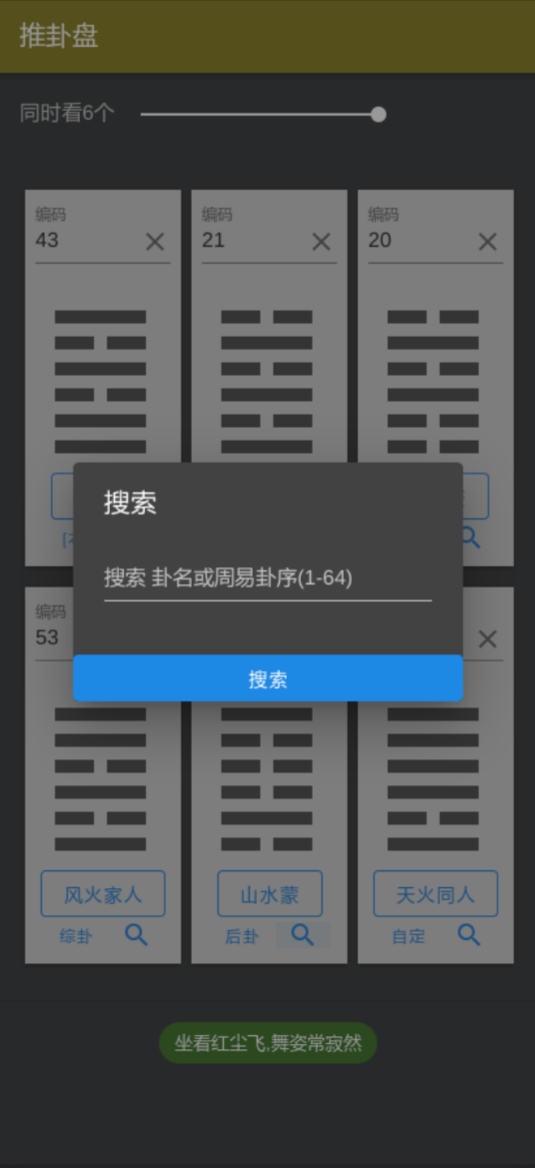 推卦盘
同时看6个
编码 编码 编码
43 21 20
搜索
搜索 卦名或周易卦序(1-64)
搜索
编码
53
风火家人 山水蒙 天火同人
综卦 后卦 自定
坐看红尘飞,舞姿常寂然